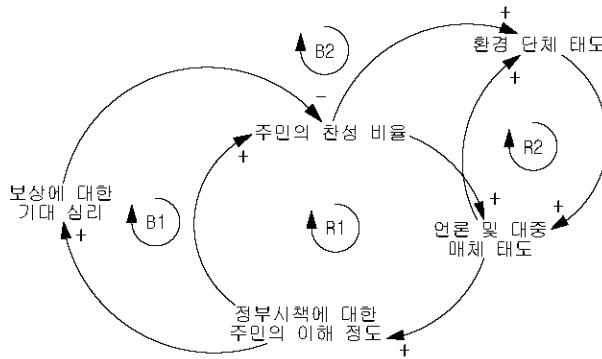 +
B2
환경 단체 태도
+
−
주민의 찬성 비율
+
R2
보상에 대한
기대 심리
+
B1
R1
+
+
언론 및 대중
매체 태도
정부시책에 대한
주민의 이해 정도
+